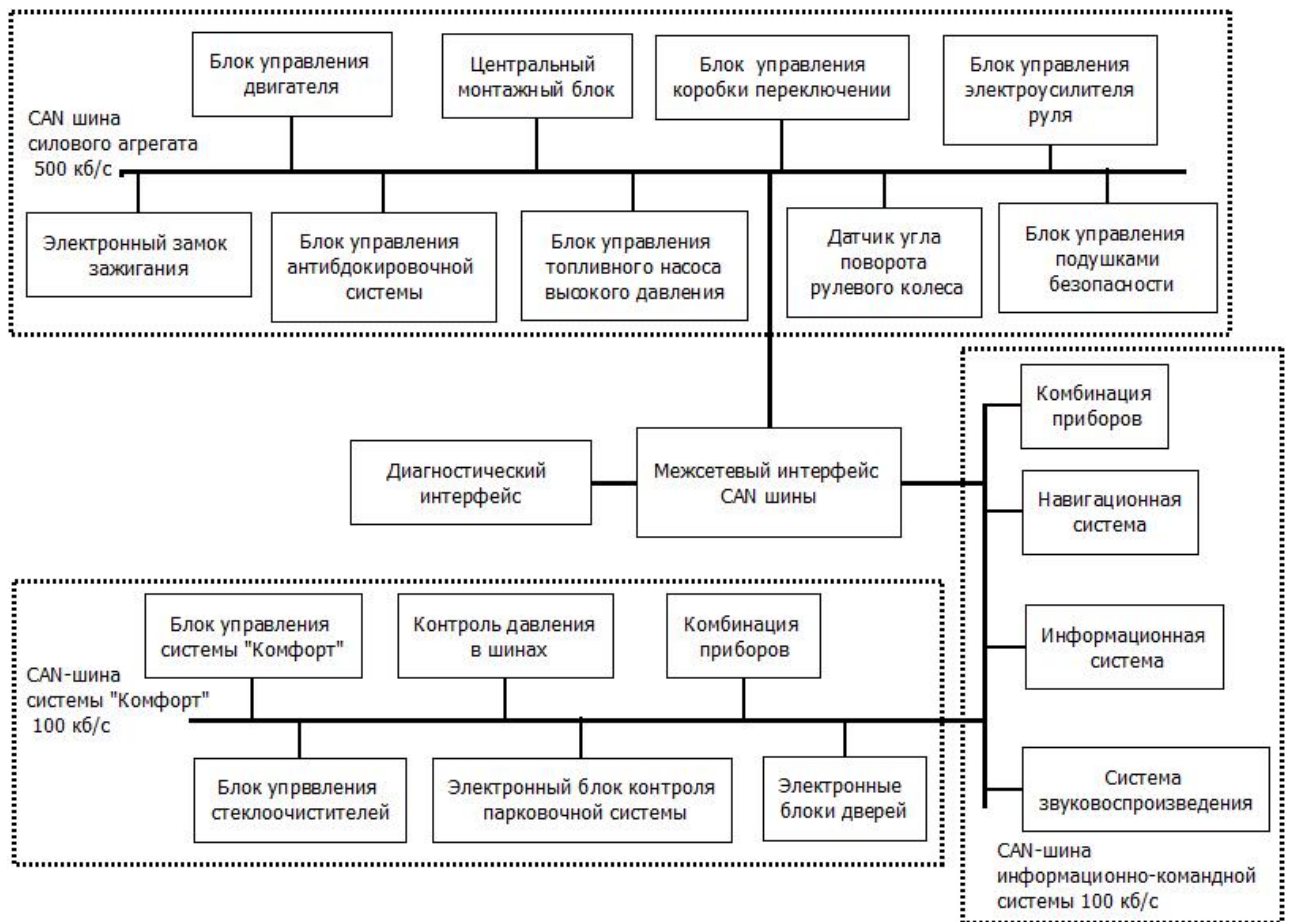 Блок управления
двигателя
Центральный
монтажный блок
Блок управления
коробки переключении
Блок управления
электроусилителя
руля
CAN шина
силового агрегата
500 кб/с
Электронный замок
зажигания
Блок управления
антибдокировочной
системы
Блок управления
топливного насоса
высокого давления
Датчик угла
поворота
рулевого колеса
Блок управления
подушками
безопасности
Диагностический
интерфейс
Межсетевый интерфейс
CAN шины
Комбинация
приборов
Навигационная
система
Информационная
система
Система
звуковоспроизведения
CAN-шина
информационно-командной
системы 100 кб/с
Блок управления
системы "Комфорт"
Контроль давления
в шинах
Комбинация
приборов
CAN-шина
системы "Комфорт"
100 кб/с
Блок упрввления
стеклоочистителей
Электронный блок контроля
парковочной системы
Электронные
блоки дверей